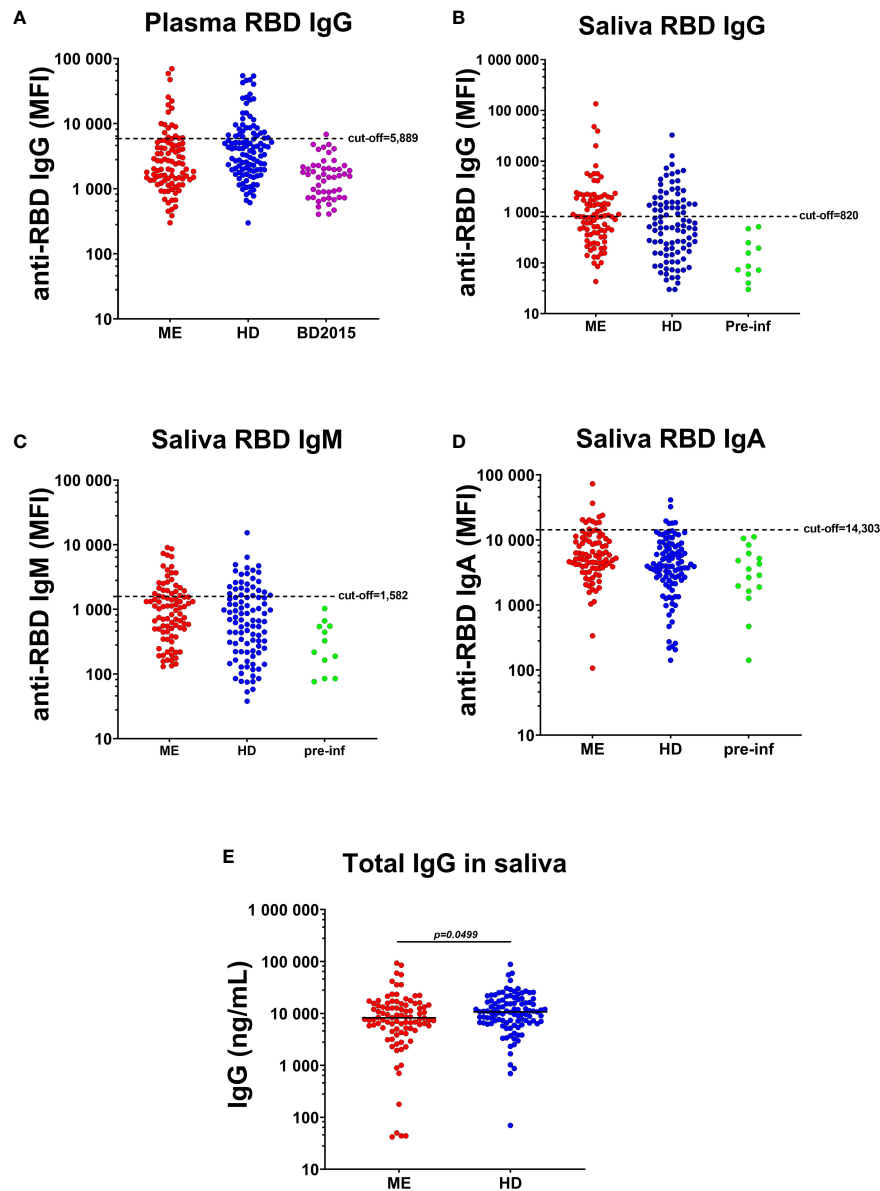 A
Plasma RBD IgG
anti-RBD IgG (MFI)
100 000
10 000
1 000
100
10
cut-off=5,889
ME HD BD2015
B
Saliva RBD IgG
anti-RBD IgG (MFI)
1 000 000
100 000
10 000
1 000
100
10
cut-off=820
ME HD Pre-inf
C
Saliva RBD IgM
anti-RBD IgM (MFI)
100 000
10 000
1 000
100
10
cut-off=1,582
ME HD pre-inf
D
Saliva RBD IgA
anti-RBD IgA (MFI)
100 000
10 000
1 000
100
10
cut-off=14,303
ME HD pre-inf
E
Total IgG in saliva
IgG (ng/mL)
1 000 000
100 000
10 000
1 000
100
10
p=0.0499
ME HD